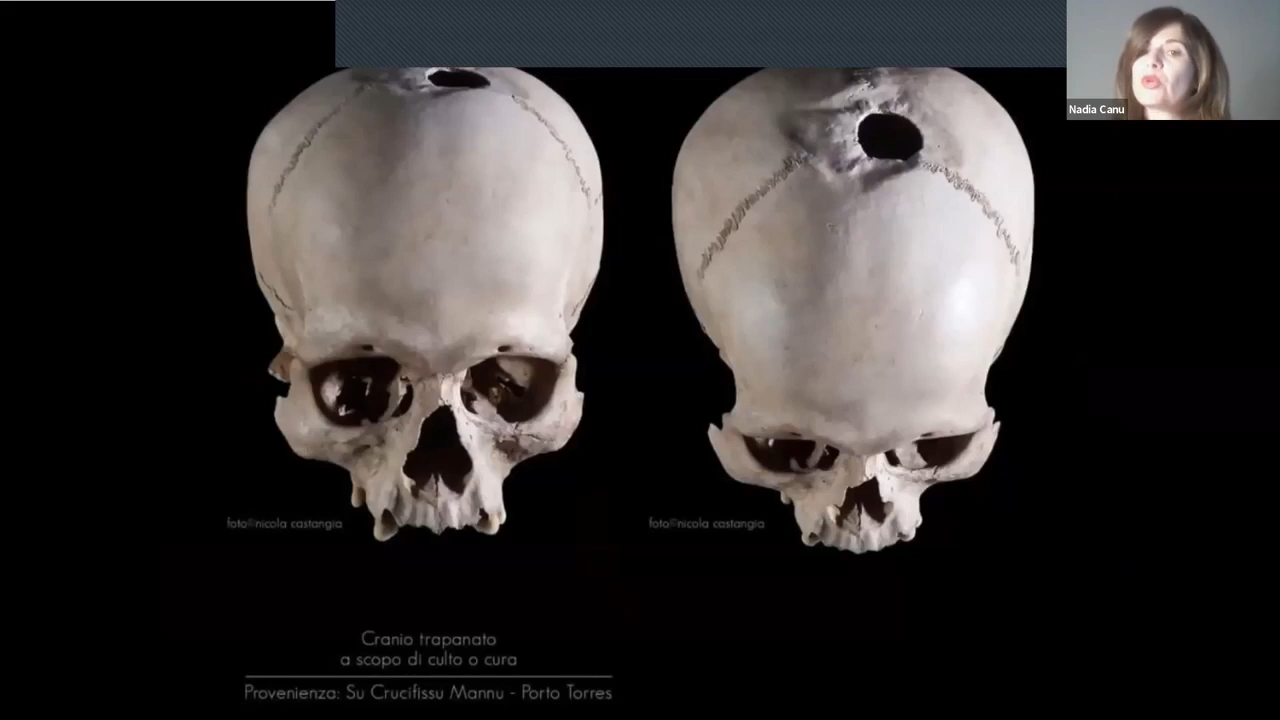 Nadia Canu
foto©nicola castangia
foto©nicola castangia
Cranio trapanato
a scopo di culto o cura
Provenienza: Su Crucifissu Mannu - Porto Torres